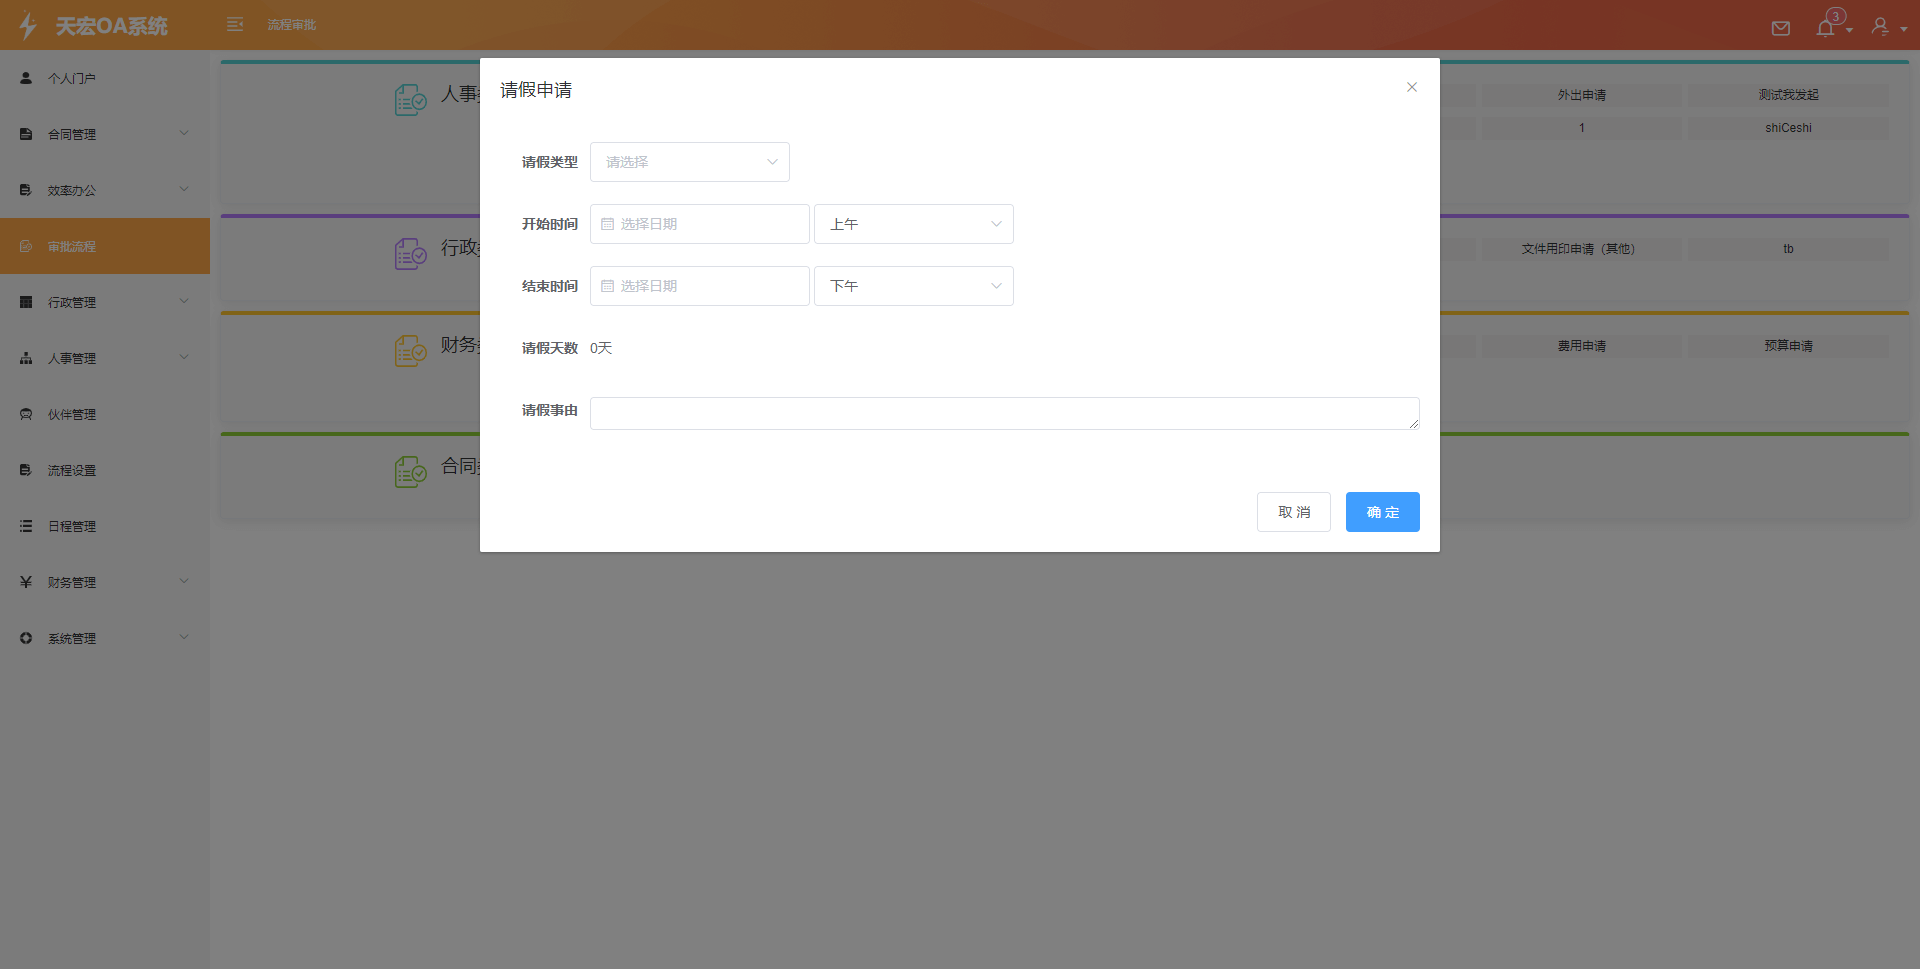 天宏OA系统
流程审批
3
个人门户
合同管理
效率办公
审批流程
行政管理
人事管理
伙伴管理
流程设置
日程管理
财务管理
系统管理
人事
外出申请
测试我发起
1
shiCeshi
行政
文件用印申请（其他）
tb
财务
费用申请
预算申请
合同
请假申请
请假类型
请选择
开始时间
选择日期
上午
结束时间
选择日期
下午
请假天数
0天
请假事由
取 消
确 定